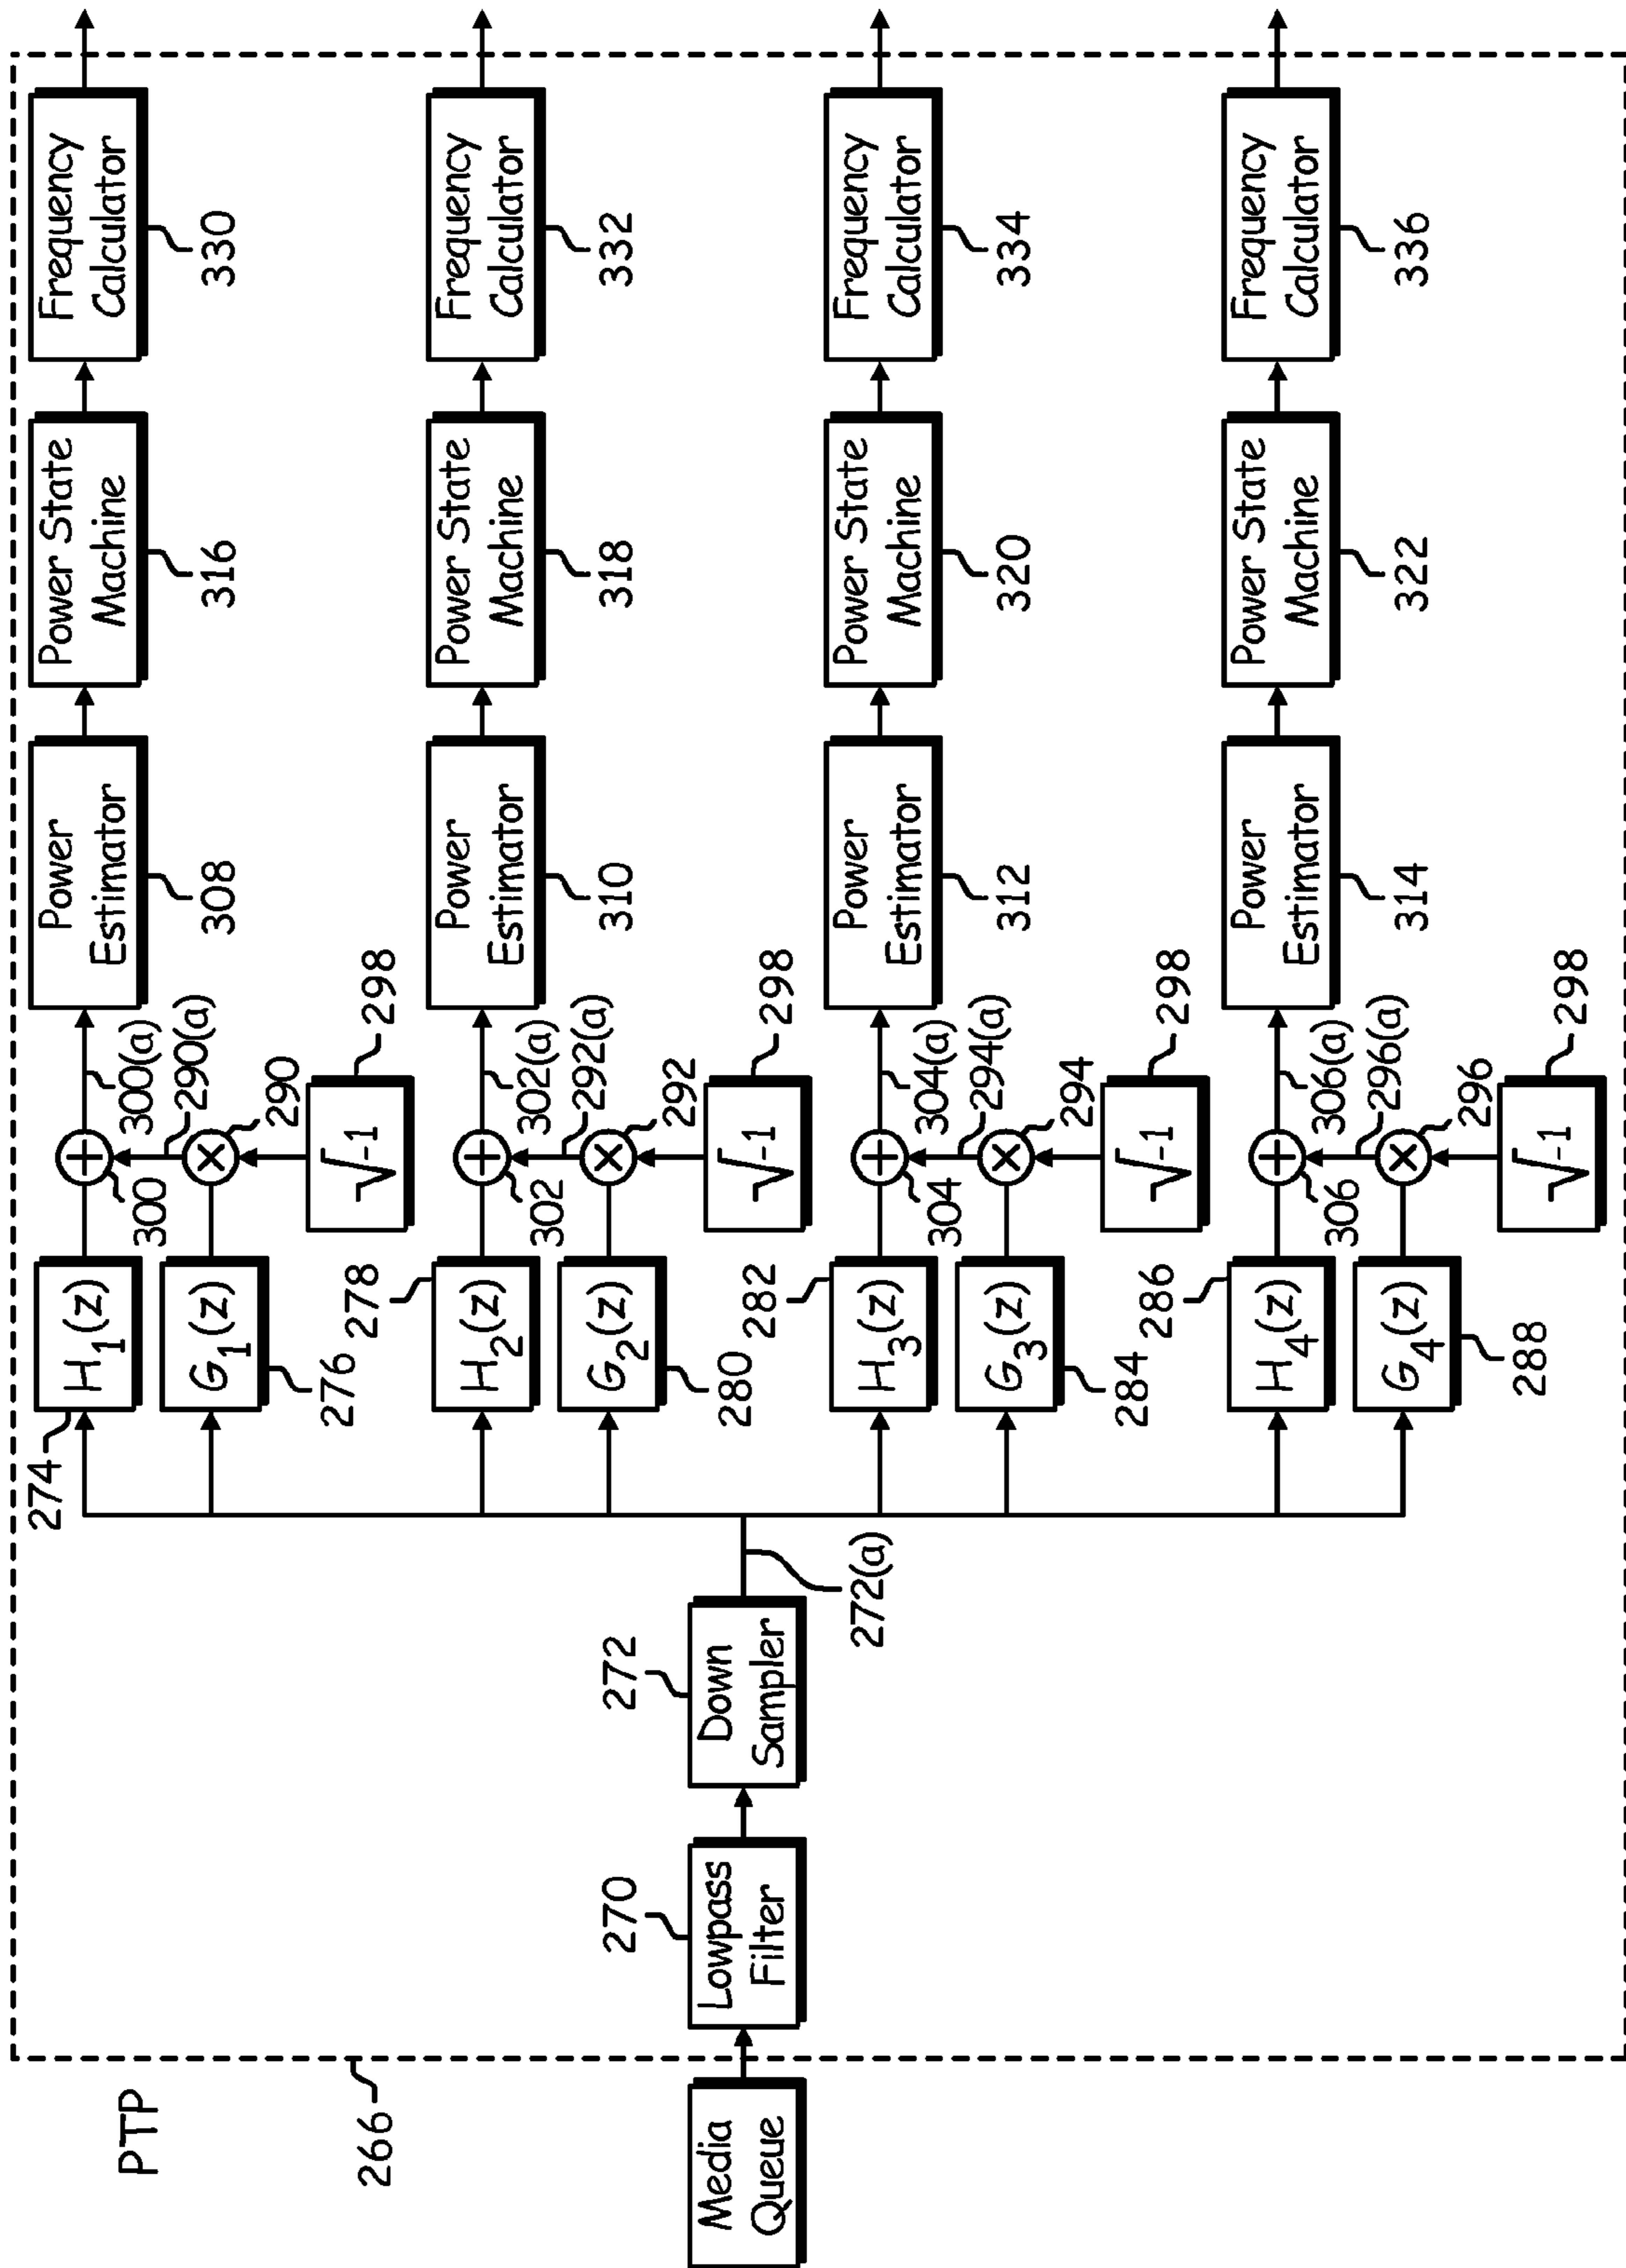 PTP
266
Media
Queue
270
Lowpass
Filter
272
Down
Sampler
272(a)
274
H1(z)
G1(z)
276
300
300(a)
290(a)
290
√-1
298
Power
Estimator
308
Power State
Machine
316
Frequency
Calculator
330
278
H2(z)
G2(z)
280
302
302(a)
292(a)
292
√-1
298
Power
Estimator
310
Power State
Machine
318
Frequency
Calculator
332
282
H3(z)
G3(z)
284
304
304(a)
294(a)
294
√-1
298
Power
Estimator
312
Power State
Machine
320
Frequency
Calculator
334
286
H4(z)
G4(z)
288
306
306(a)
296(a)
296
√-1
298
Power
Estimator
314
Power State
Machine
322
Frequency
Calculator
336